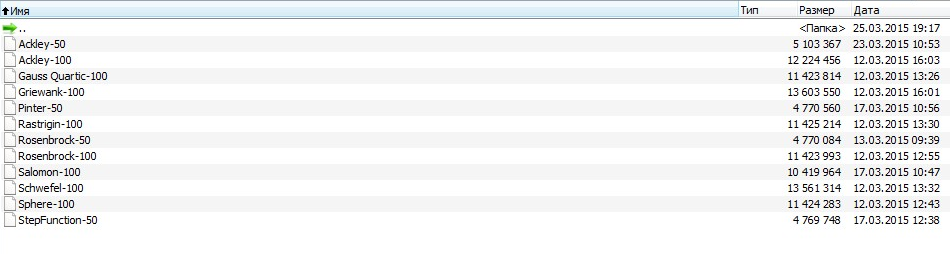 Имя Тип Размер Дата
.. <Папка> 25.03.2015 19:17
Ackley-50 5 103 367 23.03.2015 10:53
Ackley-100 12 224 456 12.03.2015 16:03
Gauss Quartic-100 11 423 814 12.03.2015 13:26
Griewank-100 13 603 550 12.03.2015 16:01
Pinter-50 4 770 560 17.03.2015 10:56
Rastrigin-100 11 425 214 12.03.2015 13:30
Rosenbrock-50 4 770 084 13.03.2015 09:39
Rosenbrock-100 11 423 993 12.03.2015 12:55
Salomon-100 10 419 964 17.03.2015 10:47
Schwefel-100 13 561 314 12.03.2015 13:32
Sphere-100 11 424 283 12.03.2015 12:43
StepFunction-50 4 769 748 17.03.2015 12:38